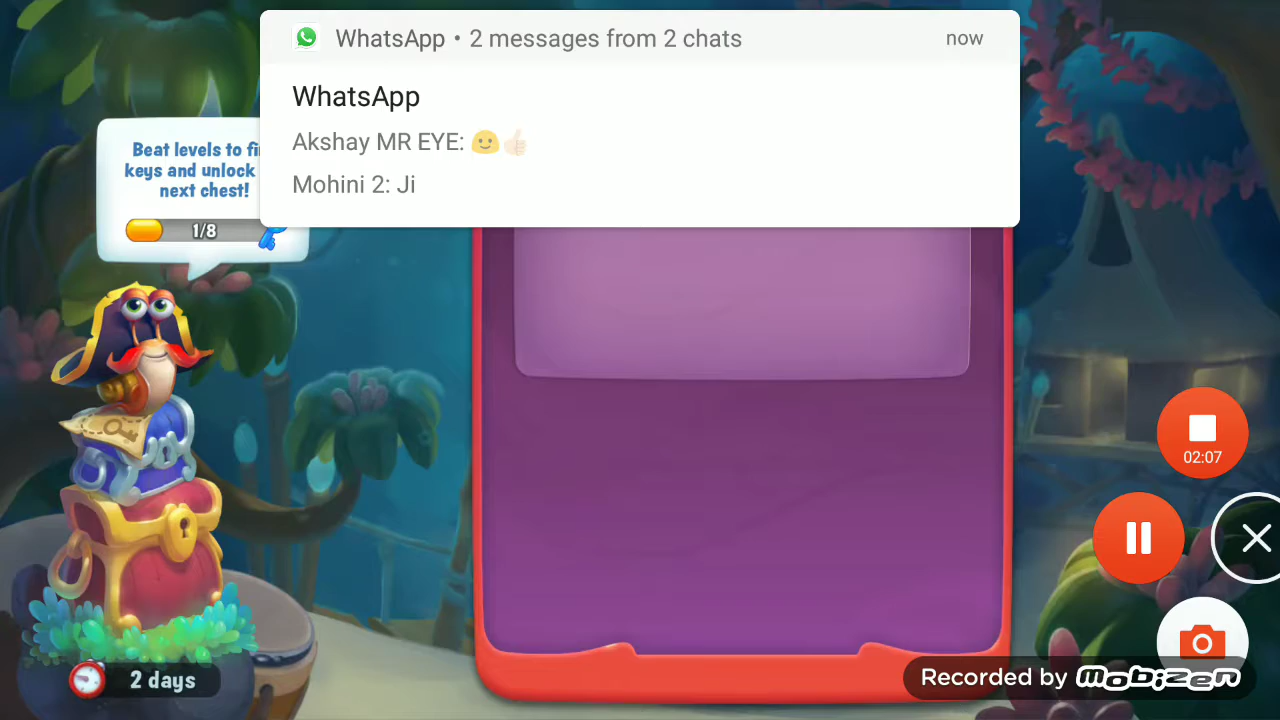 WhatsApp • 2 messages from 2 chats
now
WhatsApp
Akshay MR EYE: 🙂👍🏻
Mohini 2: Ji
Beat levels to fi
keys and unlock
next chest!
1/8
02:07
2 days
Recorded by mobizen